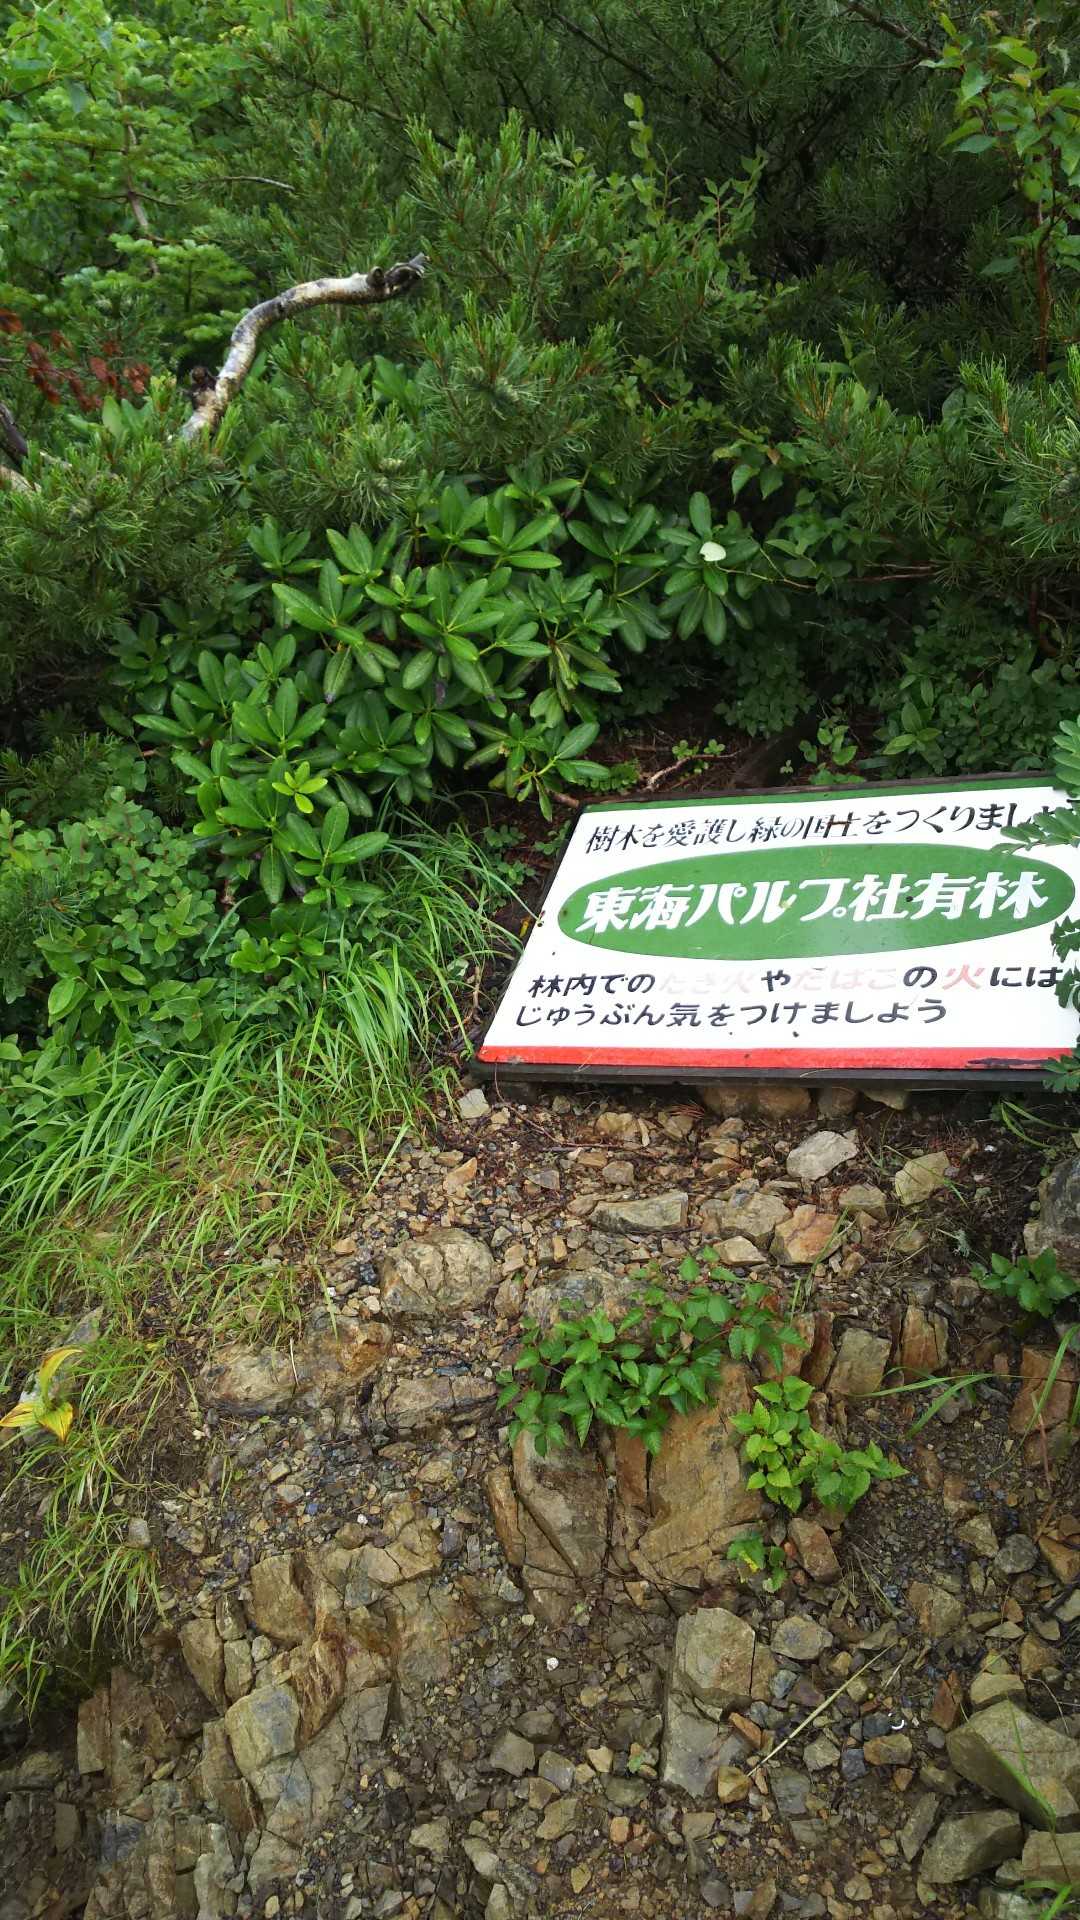 樹木を愛護し緑の国土をつくりまし
東海パルプ社有林
林内でのたき火やたばこの火には
じゅうぶん気をつけましよう